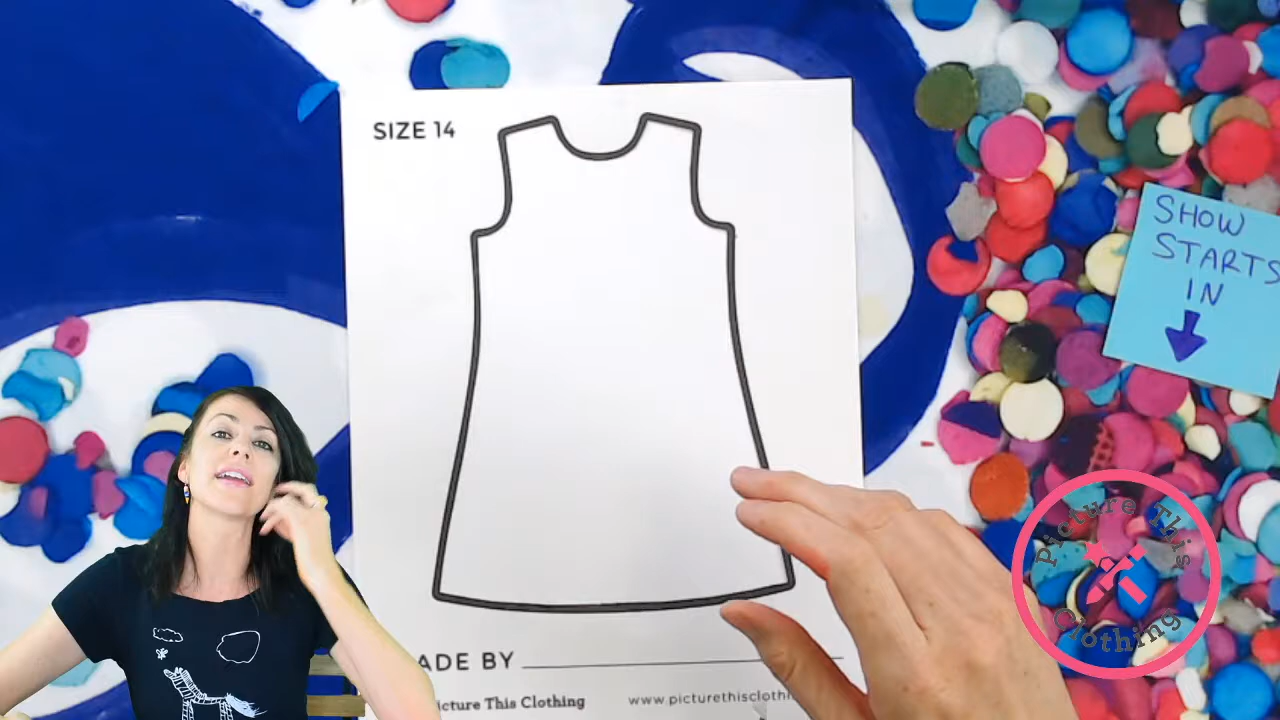 SIZE 14
SHOW
STARTS
IN
ADE BY
icture This Clothing
www.picturethisclothi
Picture This
Clothing